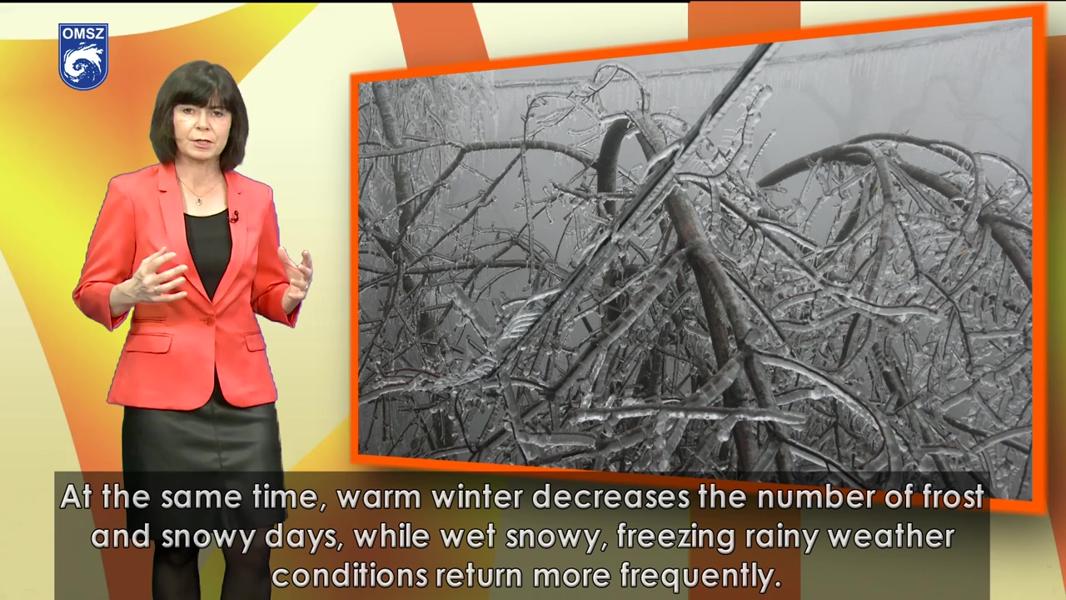 OMSZ
At the same time, warm winter decreases the number of frost
and snowy days, while wet snowy, freezing rainy weather
conditions return more frequently.